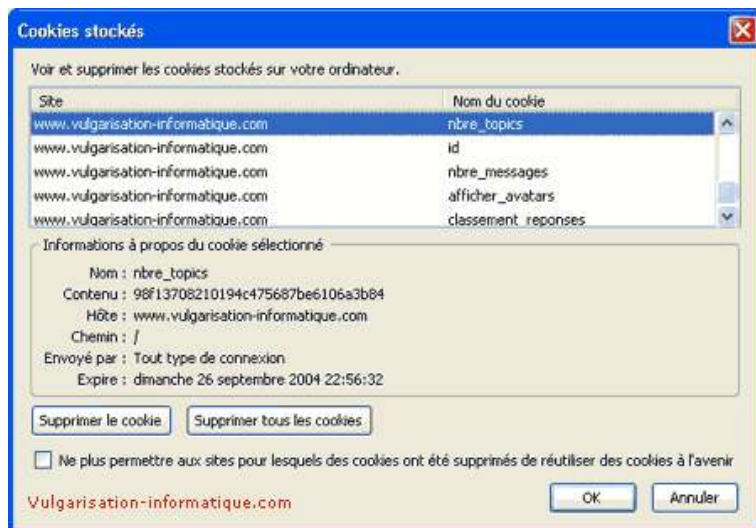 Cookies stockés
Voir et supprimer les cookies stockés sur votre ordinateur.
Site Nom du cookie
www.vulgarisation-informatique.com nbre_topics
www.vulgarisation-informatique.com id
www.vulgarisation-informatique.com nbre_messages
www.vulgarisation-informatique.com afficher_avatars
www.vulgarisation-informatique.com classement_reponses
Informations à propos du cookie sélectionné
Nom : nbre_topics
Contenu : 98f13708210194c475687be6106a3b84
Hôte : www.vulgarisation-informatique.com
Chemin : /
Envoyé par : Tout type de connexion
Expire : dimanche 26 septembre 2004 22:56:32
Supprimer le cookie Supprimer tous les cookies
Ne plus permettre aux sites pour lesquels des cookies ont été supprimés de réutiliser des cookies à l'avenir
Vulgarisation-informatique.com OK Annuler